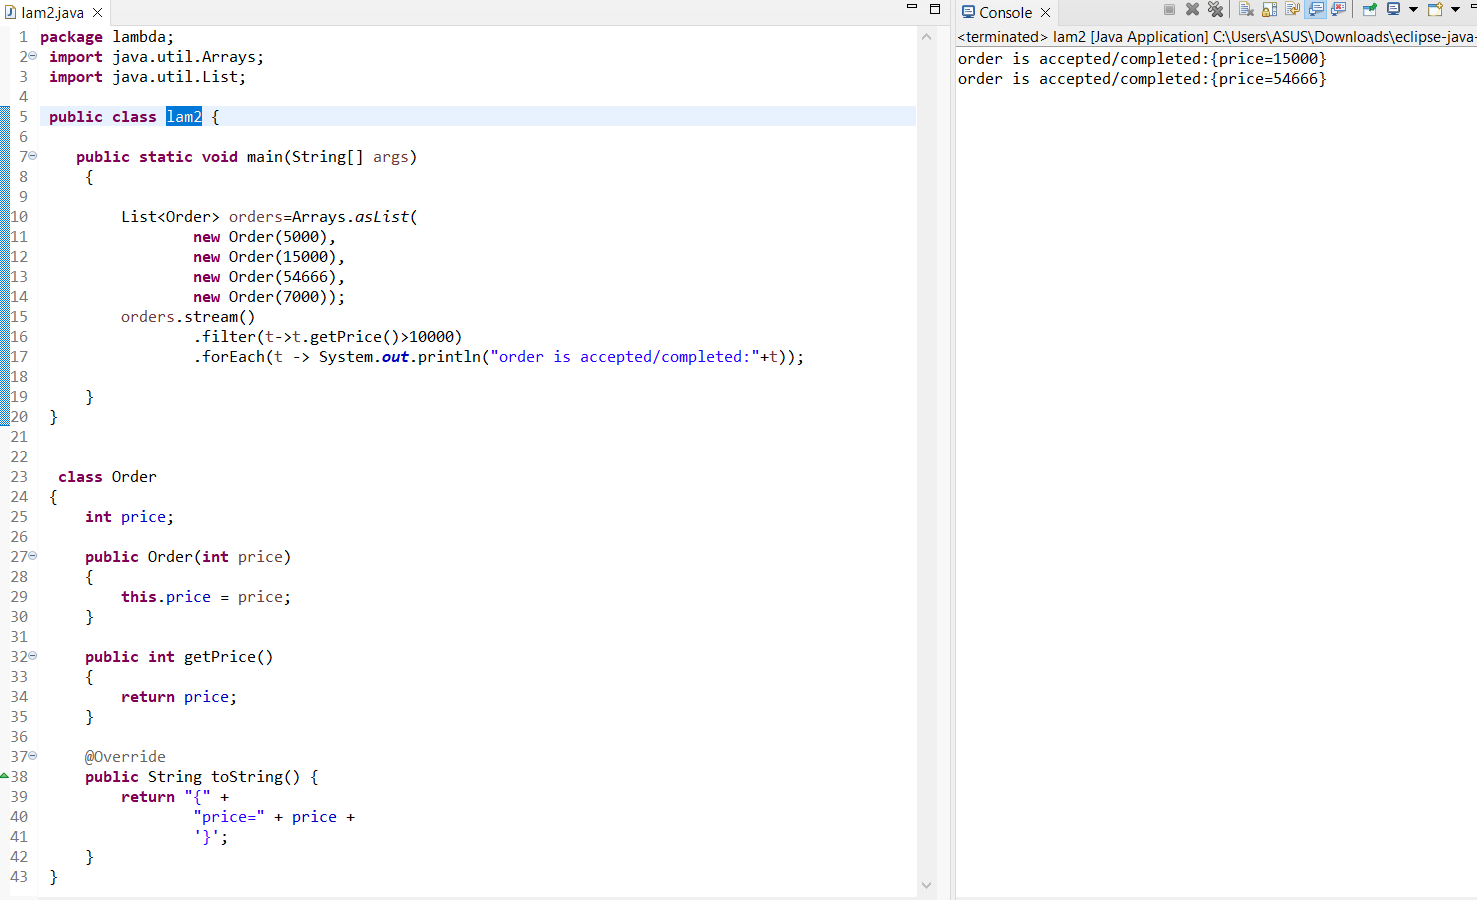 lam2.java
1 package lambda;
2 import java.util.Arrays;
3 import java.util.List;
4
5 public class lam2 {
6
7 public static void main(String[] args)
8 {
9
10 List<Order> orders=Arrays.asList(
11 new Order(5000),
12 new Order(15000),
13 new Order(54666),
14 new Order(7000));
15 orders.stream()
16 .filter(t->t.getPrice()>10000)
17 .forEach(t -> System.out.println("order is accepted/completed:"+t));
18
19 }
20 }
21
22
23 class Order
24 {
25 int price;
26
27 public Order(int price)
28 {
29 this.price = price;
30 }
31
32 public int getPrice()
33 {
34 return price;
35 }
36
37 @Override
38 public String toString() {
39 return "{" +
40 "price=" + price +
41 '}';
42 }
43 }
Console
<terminated> lam2 [Java Application] C:\Users\ASUS\Downloads\eclipse-java-
order is accepted/completed:{price=15000}
order is accepted/completed:{price=54666}